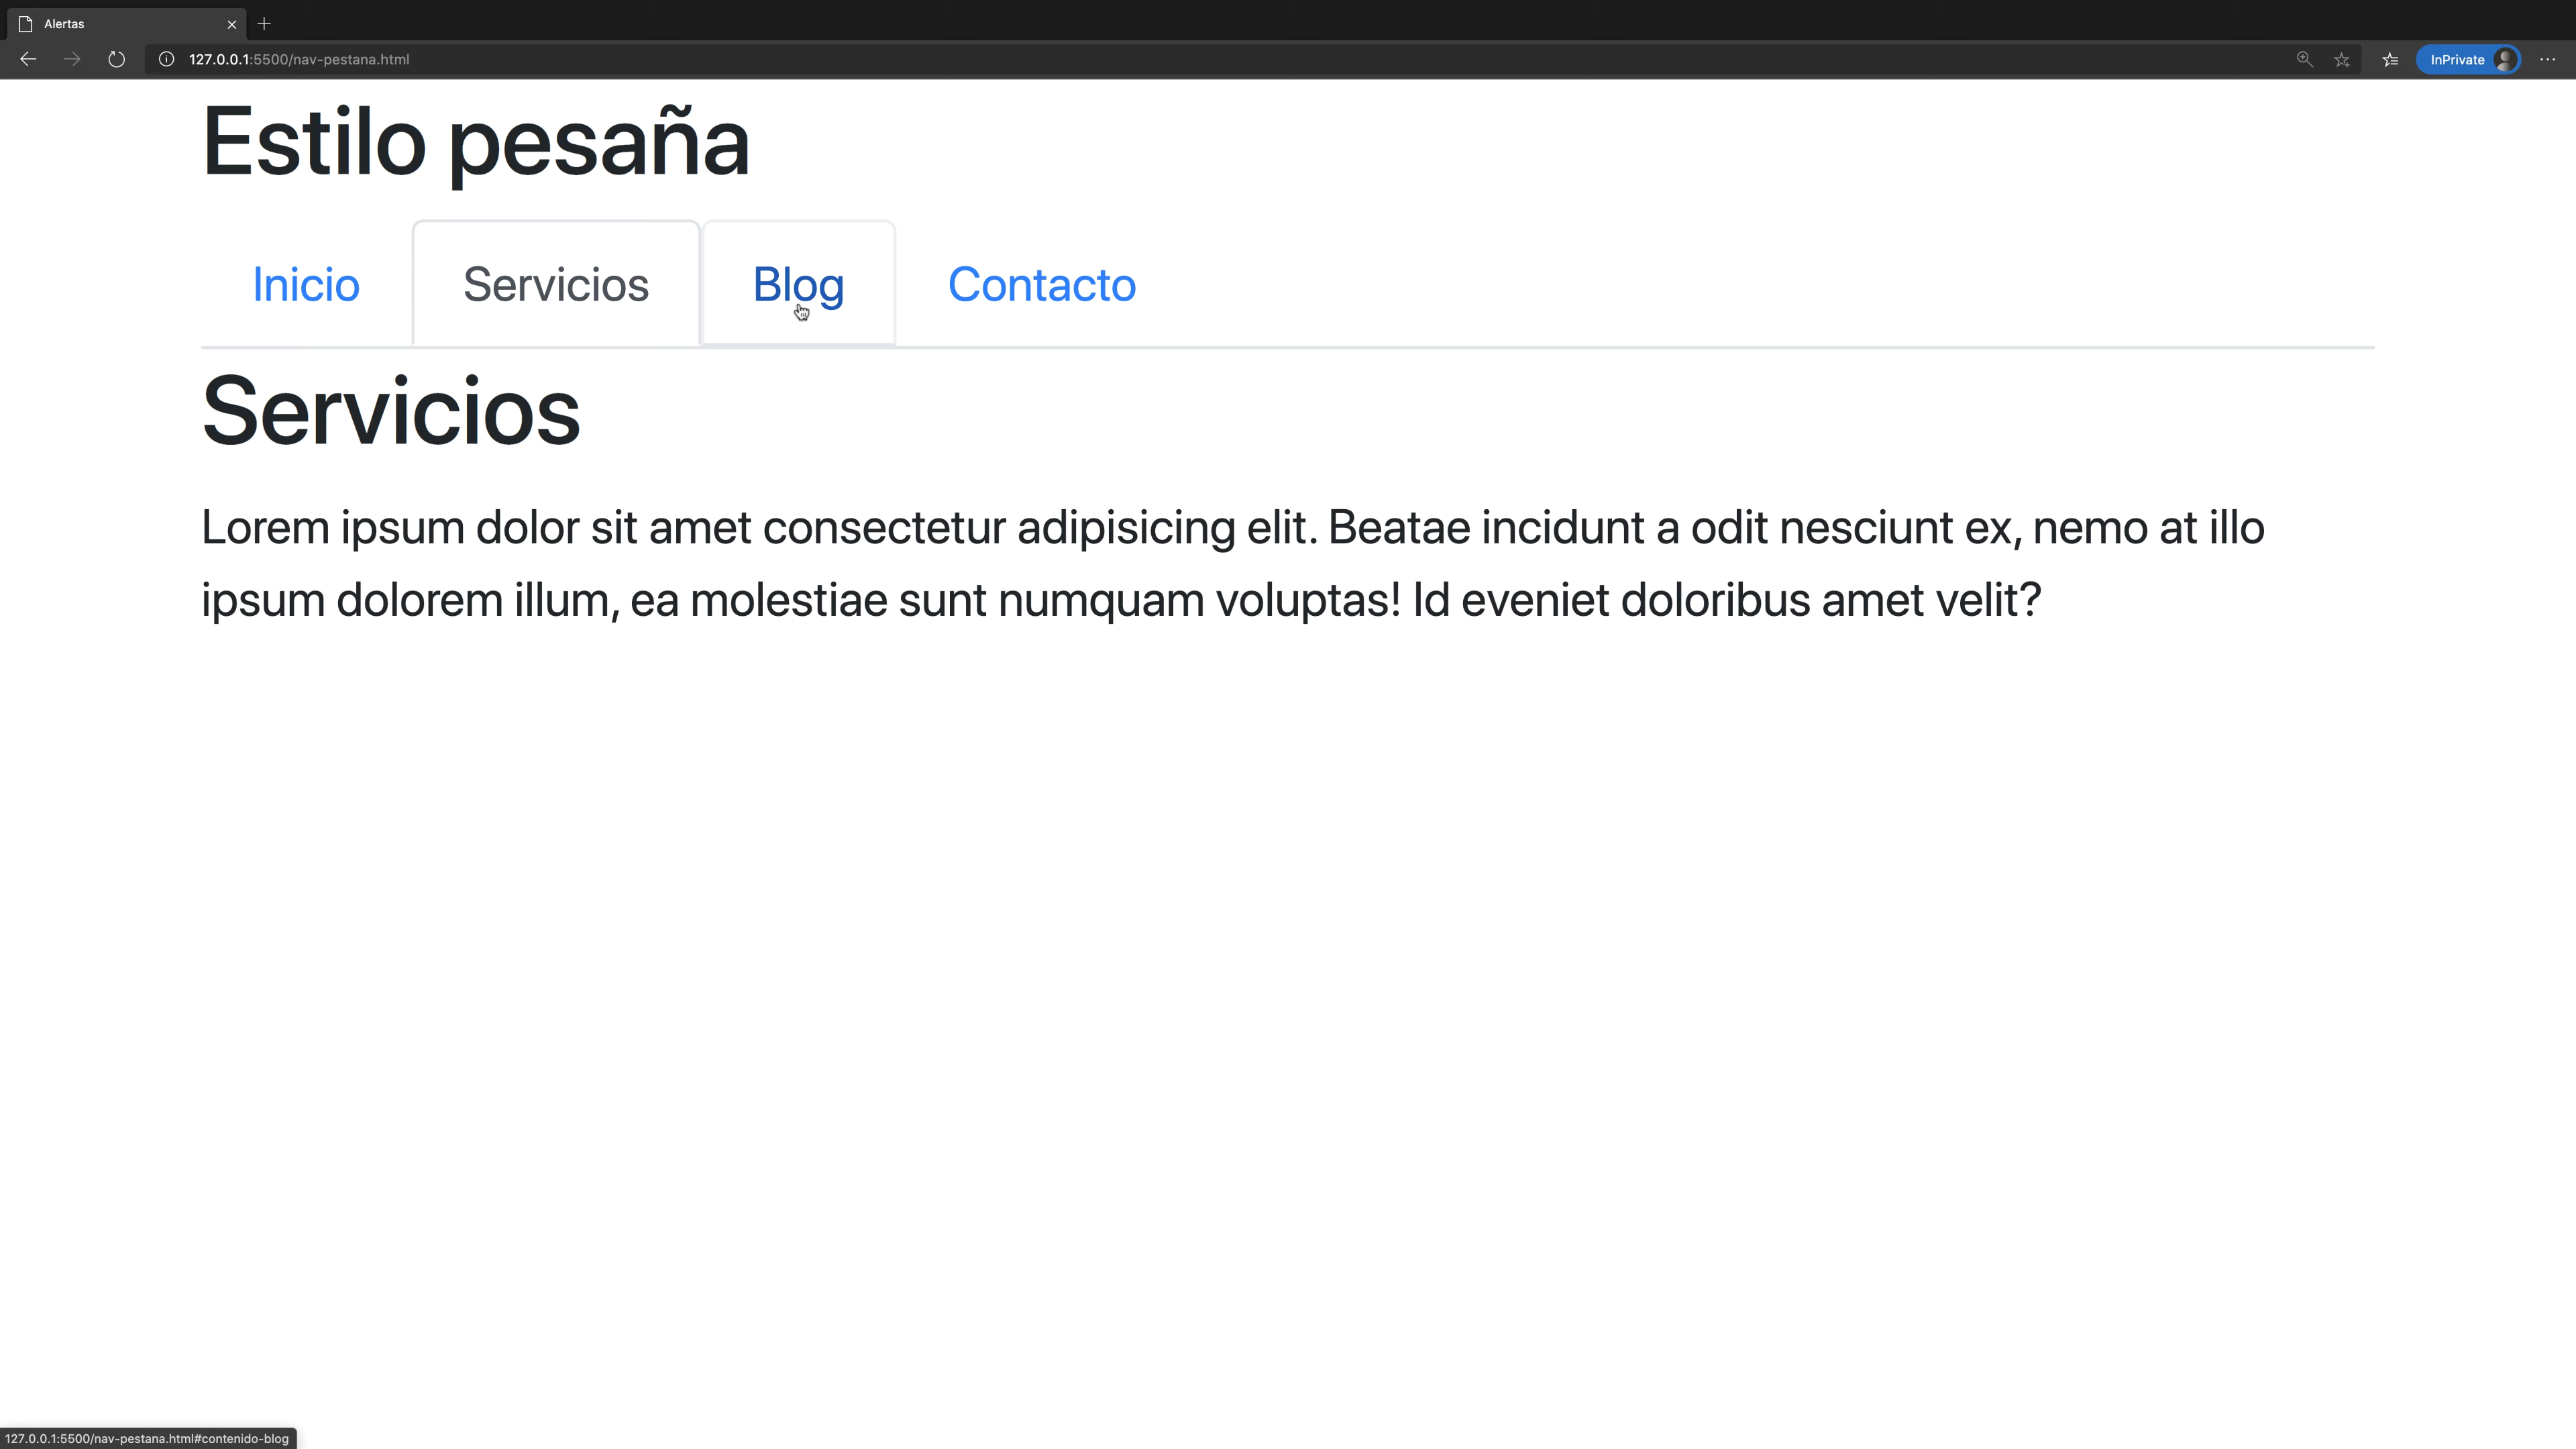 Alertas
127.0.0.1:5500/nav-pestana.html
InPrivate
Estilo pesaña
Inicio
Servicios
Blog
Contacto
Servicios
Lorem ipsum dolor sit amet consectetur adipisicing elit. Beatae incidunt a odit nesciunt ex, nemo at illo
ipsum dolorem illum, ea molestiae sunt numquam voluptas! Id eveniet doloribus amet velit?
127.0.0.1:5500/nav-pestana.html#contenido-blog